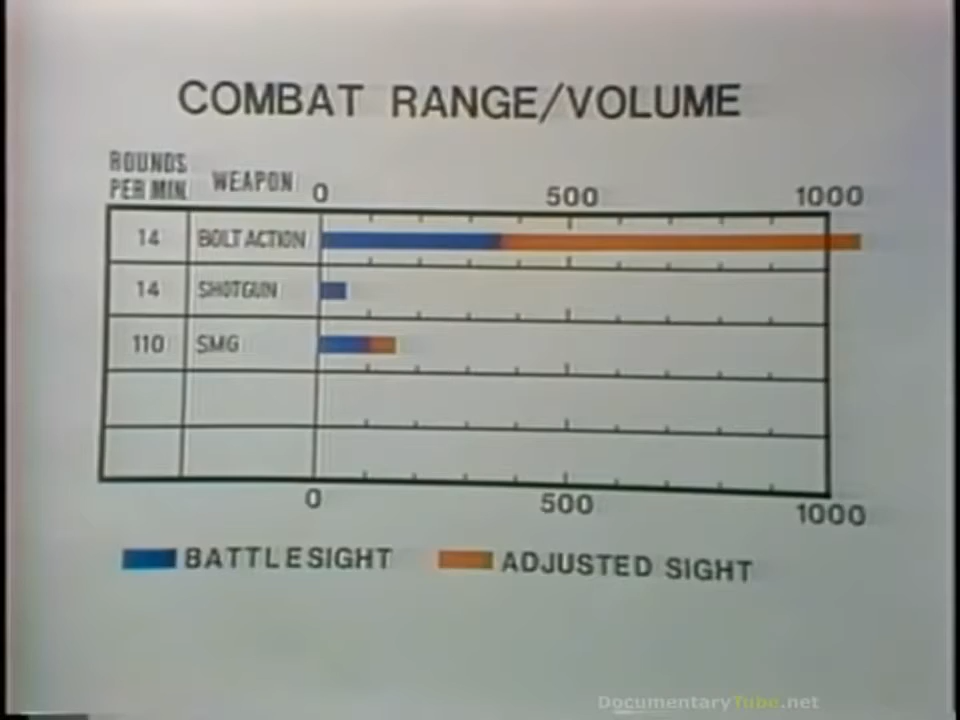 COMBAT RANGE/VOLUME
ROUNDS
PER MIN. WEAPON 0 500 1000
14 BOLT ACTION
14 SHOTGUN
110 SMG
0 500 1000
BATTLESIGHT ADJUSTED SIGHT
DocumentaryTube.net